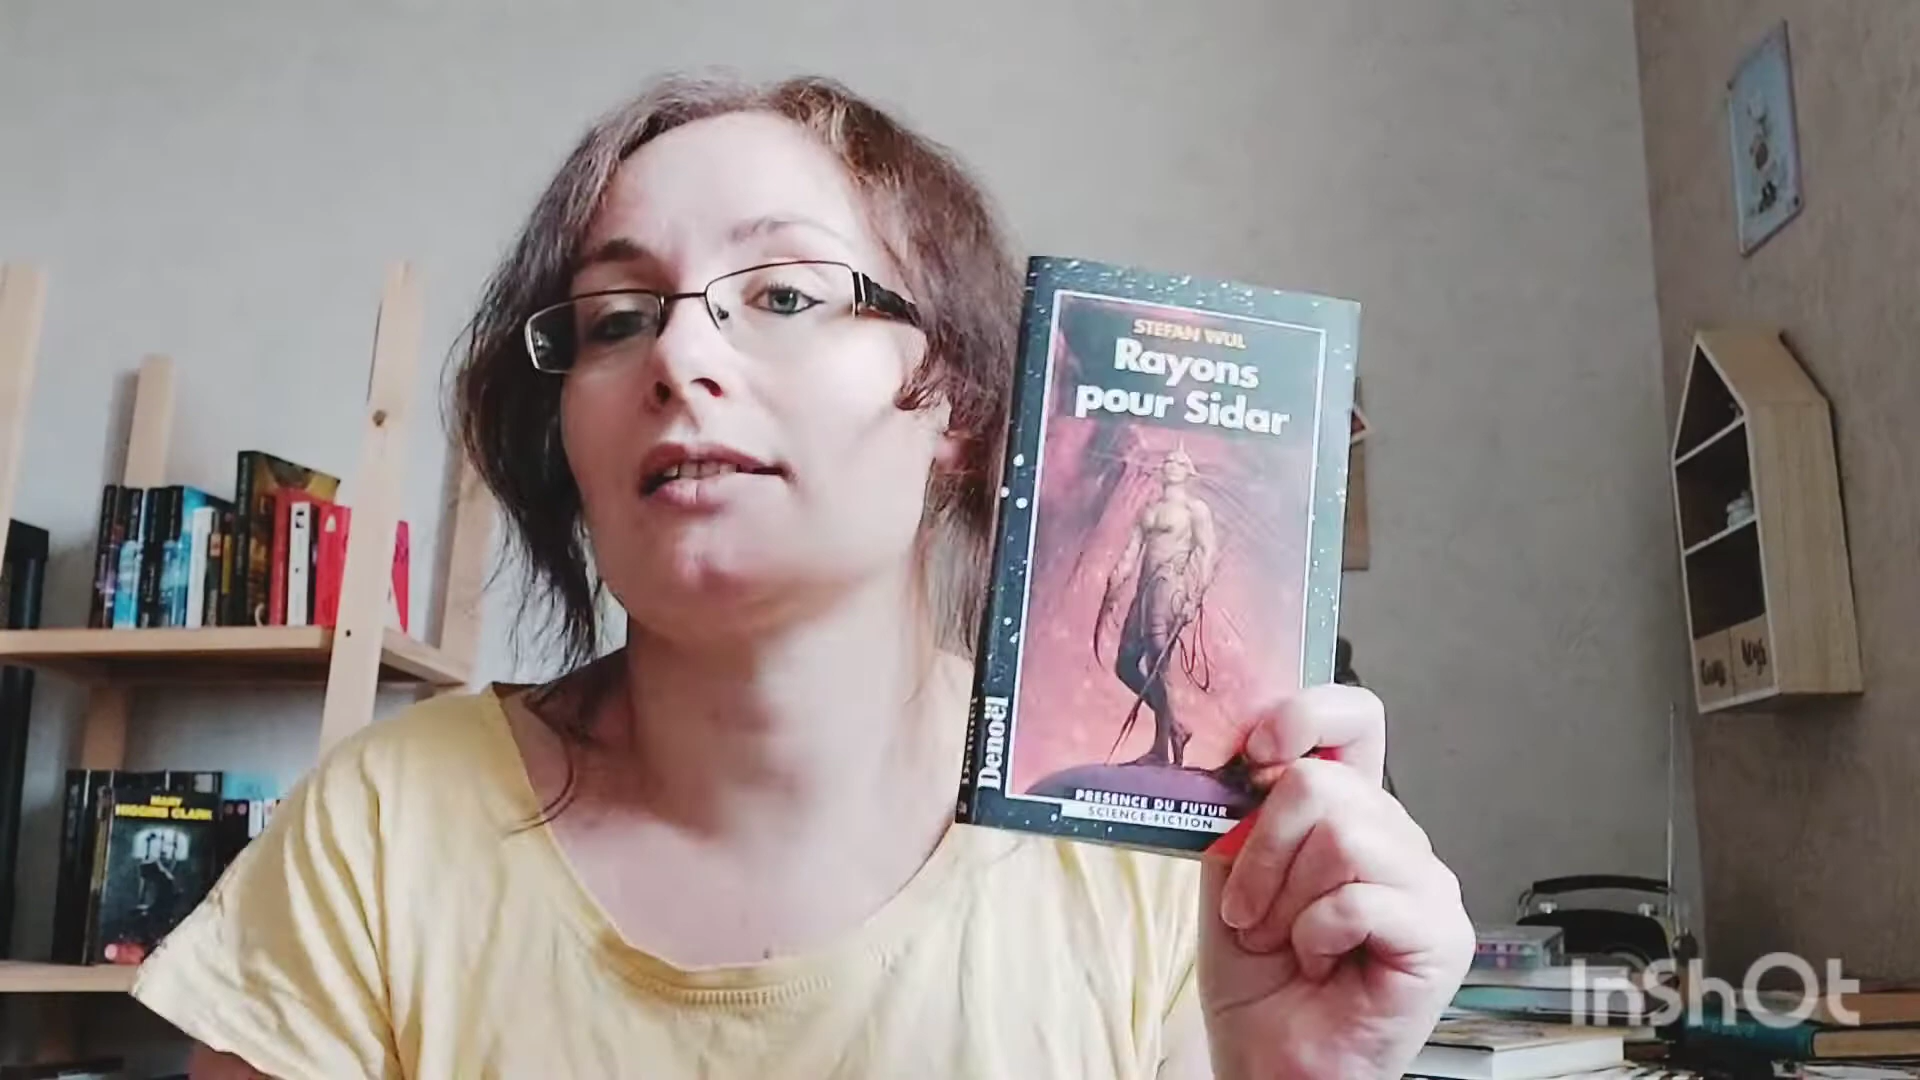 STEFAN WUL
Rayons
pour Sidar
Denoël
PRESENCE DU FUTUR
SCIENCE-FICTION
MARY
HIGGINS CLARK
InShOt